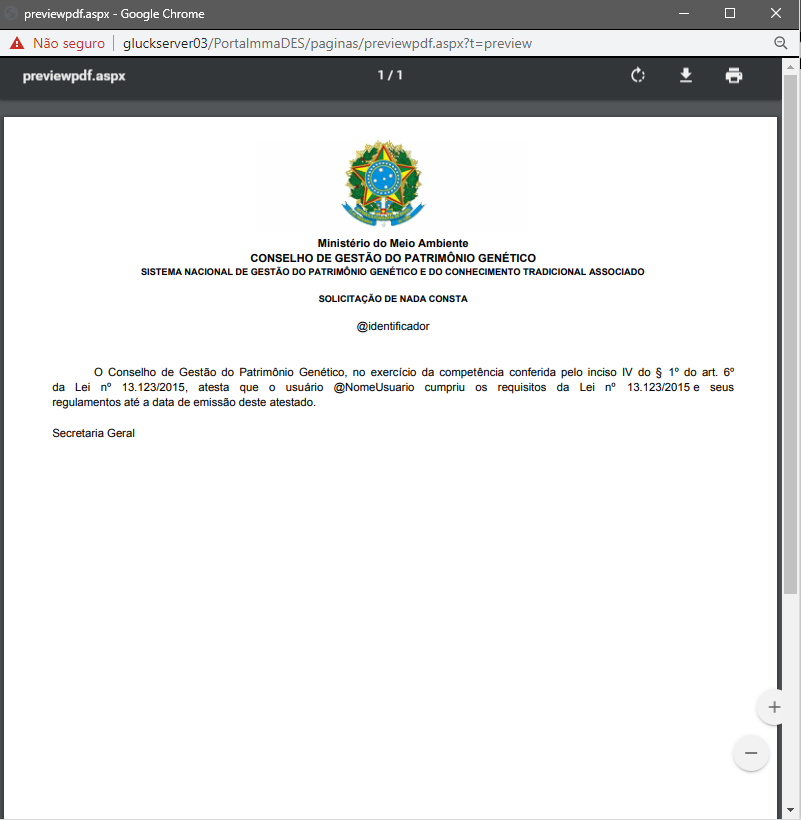 previewpdf.aspx - Google Chrome
Não seguro gluckserver03/PortaImmaDES/paginas/previewpdf.aspx?t=preview
previewpdf.aspx 1 / 1
Ministério do Meio Ambiente
CONSELHO DE GESTÃO DO PATRIMÔNIO GENÉTICO
SISTEMA NACIONAL DE GESTÃO DO PATRIMÔNIO GENÉTICO E DO CONHECIMENTO TRADICIONAL ASSOCIADO
SOLICITAÇÃO DE NADA CONSTA
@identificador
O Conselho de Gestão do Patrimônio Genético, no exercício da competência conferida pelo inciso IV do § 1º do art. 6º
da Lei nº 13.123/2015, atesta que o usuário @NomeUsuario cumpriu os requisitos da Lei nº 13.123/2015 e seus
regulamentos até a data de emissão deste atestado.
Secretaria Geral